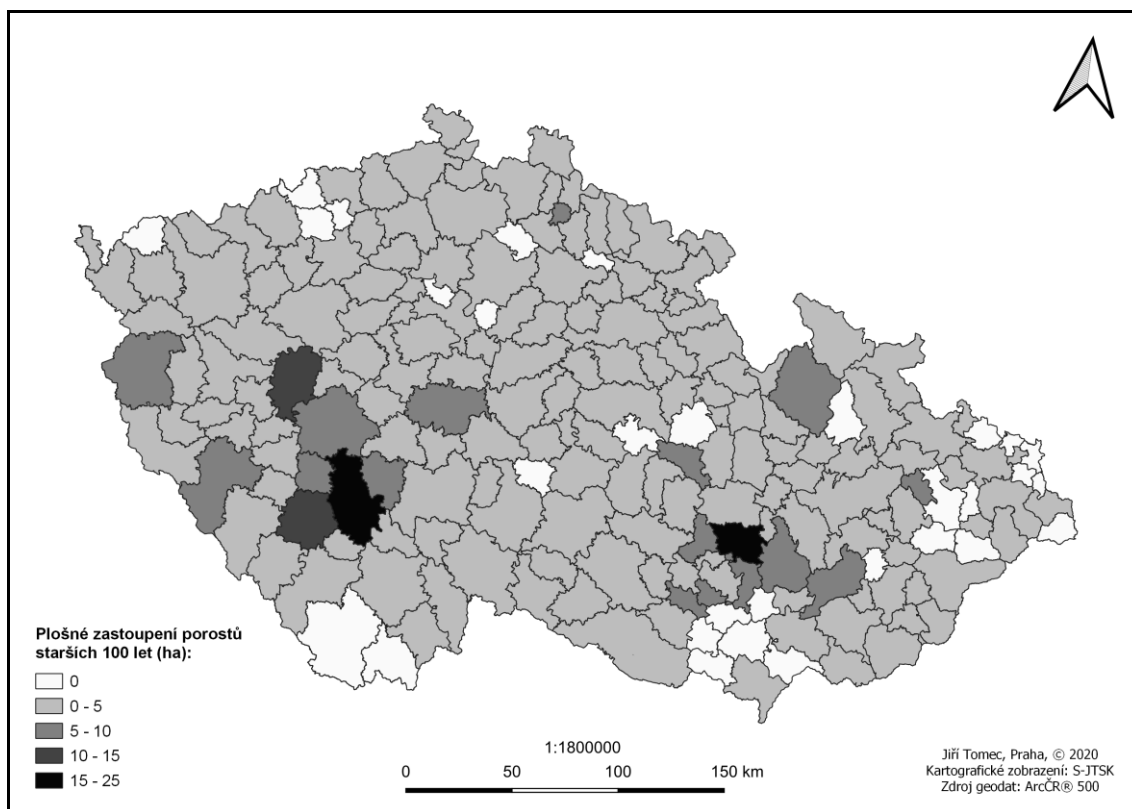 Plošné zastoupení porostů
starších 100 let (ha):
0
0 - 5
5 - 10
10 - 15
15 - 25
1:1800000
0 50 100 150 km
Jiří Tomec, Praha, © 2020
Kartografické zobrazení: S-JTSK
Zdroj geodat: ArcČR® 500